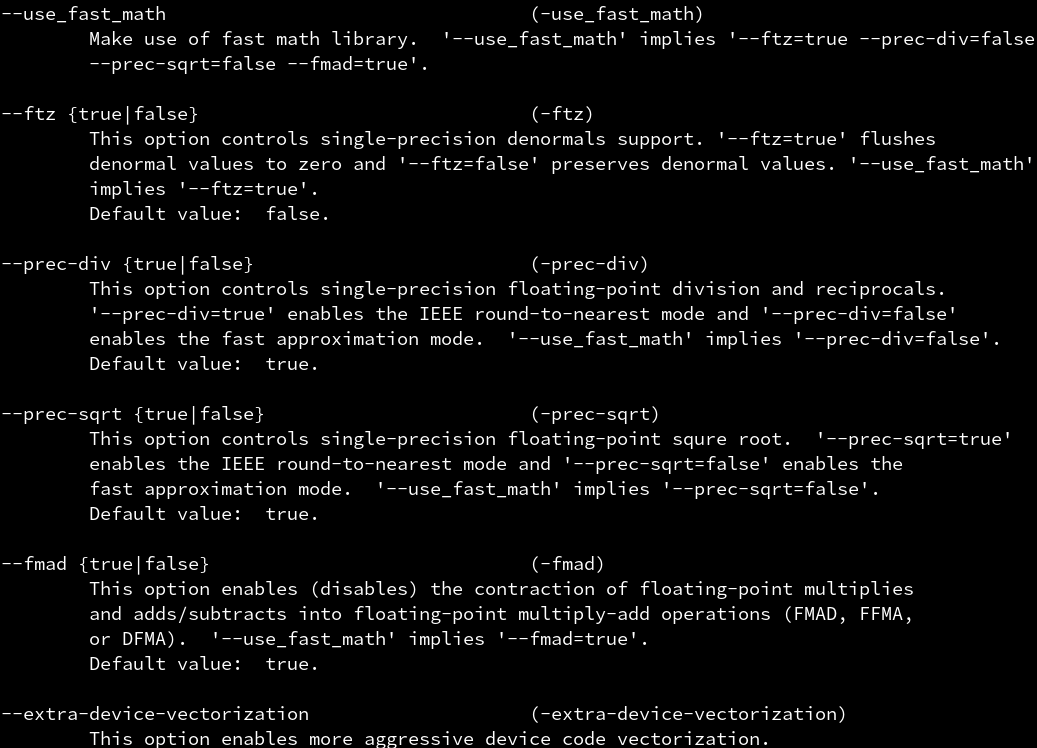 --use_fast_math (-use_fast_math)
Make use of fast math library.  '--use_fast_math' implies '--ftz=true --prec-div=false
--prec-sqrt=false --fmad=true'.
--ftz {true|false} (-ftz)
This option controls single-precision denormals support. '--ftz=true' flushes
denormal values to zero and '--ftz=false' preserves denormal values. '--use_fast_math'
implies '--ftz=true'.
Default value:  false.
--prec-div {true|false} (-prec-div)
This option controls single-precision floating-point division and reciprocals.
'--prec-div=true' enables the IEEE round-to-nearest mode and '--prec-div=false'
enables the fast approximation mode.  '--use_fast_math' implies '--prec-div=false'.
Default value:  true.
--prec-sqrt {true|false} (-prec-sqrt)
This option controls single-precision floating-point squre root.  '--prec-sqrt=true'
enables the IEEE round-to-nearest mode and '--prec-sqrt=false' enables the
fast approximation mode.  '--use_fast_math' implies '--prec-sqrt=false'.
Default value:  true.
--fmad {true|false} (-fmad)
This option enables (disables) the contraction of floating-point multiplies
and adds/subtracts into floating-point multiply-add operations (FMAD, FFMA,
or DFMA).  '--use_fast_math' implies '--fmad=true'.
Default value:  true.
--extra-device-vectorization (-extra-device-vectorization)
This option enables more aggressive device code vectorization.